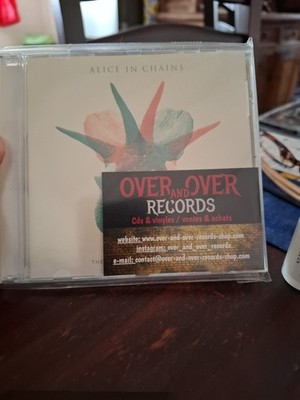 ALICE IN CHAINS
OVER AND OVER
RECORDS
Cds & vinyles / ventes & achats
website: www.over-and-over-records-shop.com
instagram: over_and_over_records
e-mail: contact@over-and-over-records-shop.com
TH